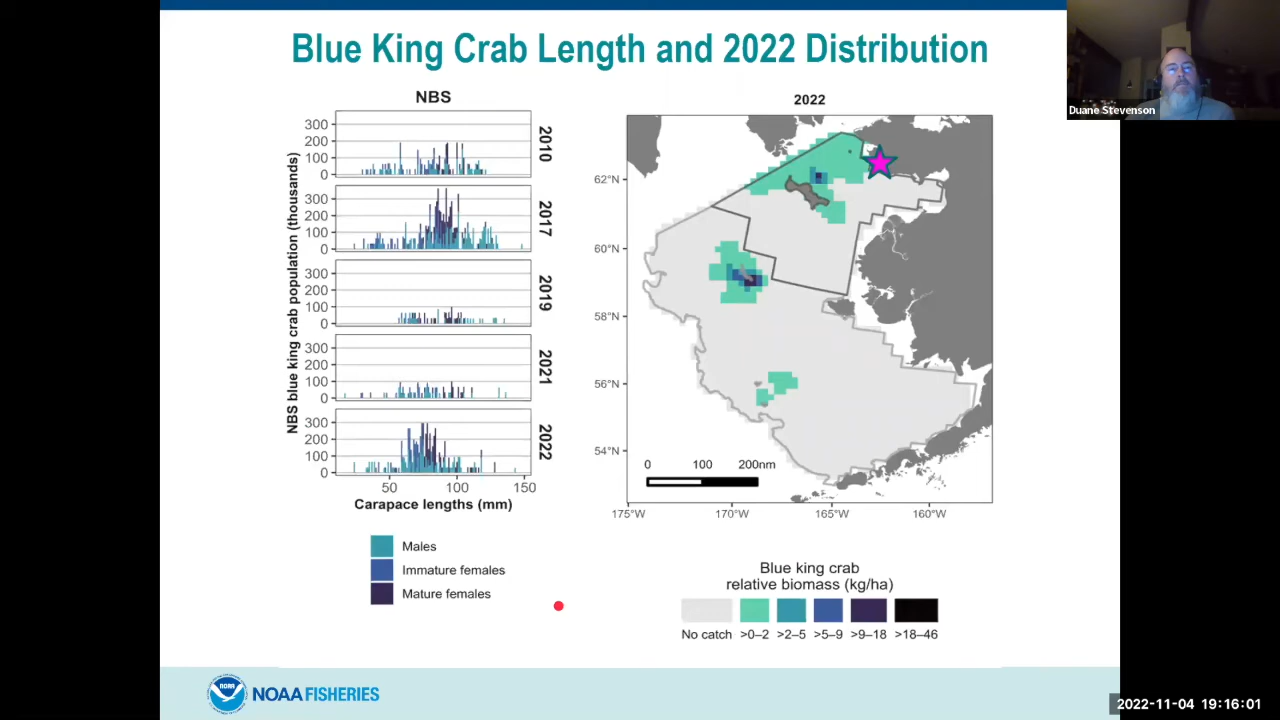 Blue King Crab Length and 2022 Distribution
Duane Stevenson
NBS
NBS blue king crab population (thousands)
300
200
100
0
2010
300
200
100
0
2017
300
200
100
0
2019
300
200
100
0
2021
300
200
100
0
2022
50
100
150
Carapace lengths (mm)
Males
Immature females
Mature females
2022
62°N
60°N
58°N
56°N
54°N
0
100
200nm
175°W
170°W
165°W
160°W
Blue king crab
relative biomass (kg/ha)
No catch
>0–2
>2–5
>5–9
>9–18
>18–46
NOAA
NOAA FISHERIES
2022-11-04 19:16:01